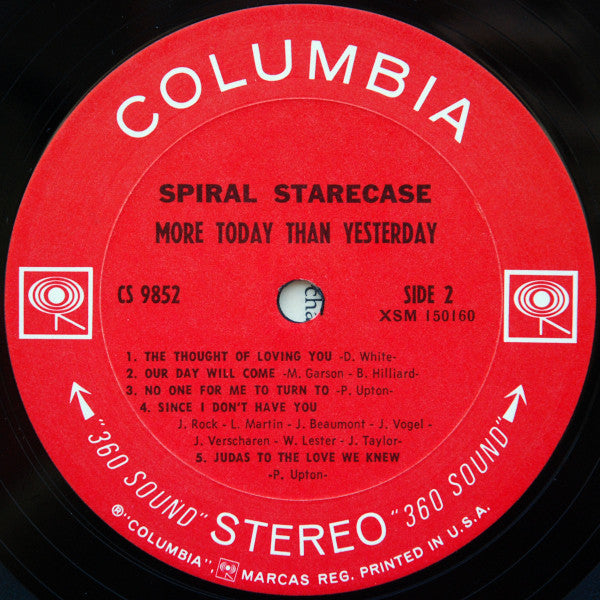 COLUMBIA
SPIRAL STARECASE
MORE TODAY THAN YESTERDAY
CS 9852
SIDE 2
XSM 150160
1. THE THOUGHT OF LOVING YOU -D. White-
2. OUR DAY WILL COME -M. Garson - B. Hilliard-
3. NO ONE FOR ME TO TURN TO -P. Upton-
4. SINCE I DON'T HAVE YOU
J. Rock - L. Martin - J. Beaumont - J. Vogel -
J. Verscharen - W. Lester - J. Taylor-
5. JUDAS TO THE LOVE WE KNEW
-P. Upton-
"360 SOUND" STEREO "360 SOUND"
®"COLUMBIA", MARCAS REG. PRINTED IN U.S.A.